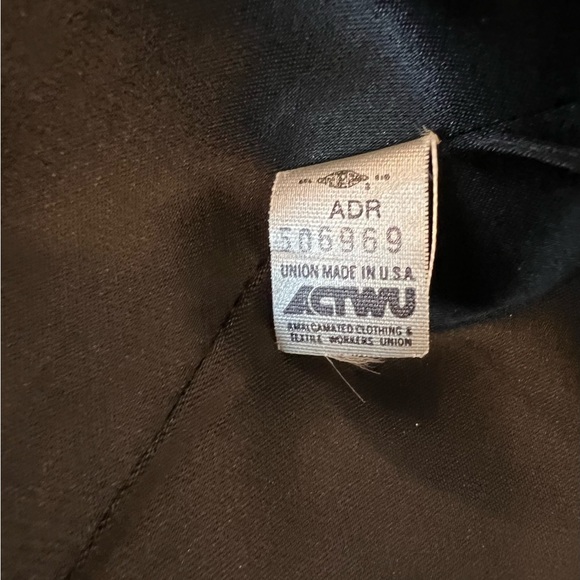 ADR
506969
UNION MADE IN U.S.A.
ACTWU
AMALGAMATED CLOTHING &
TEXTILE WORKERS UNION